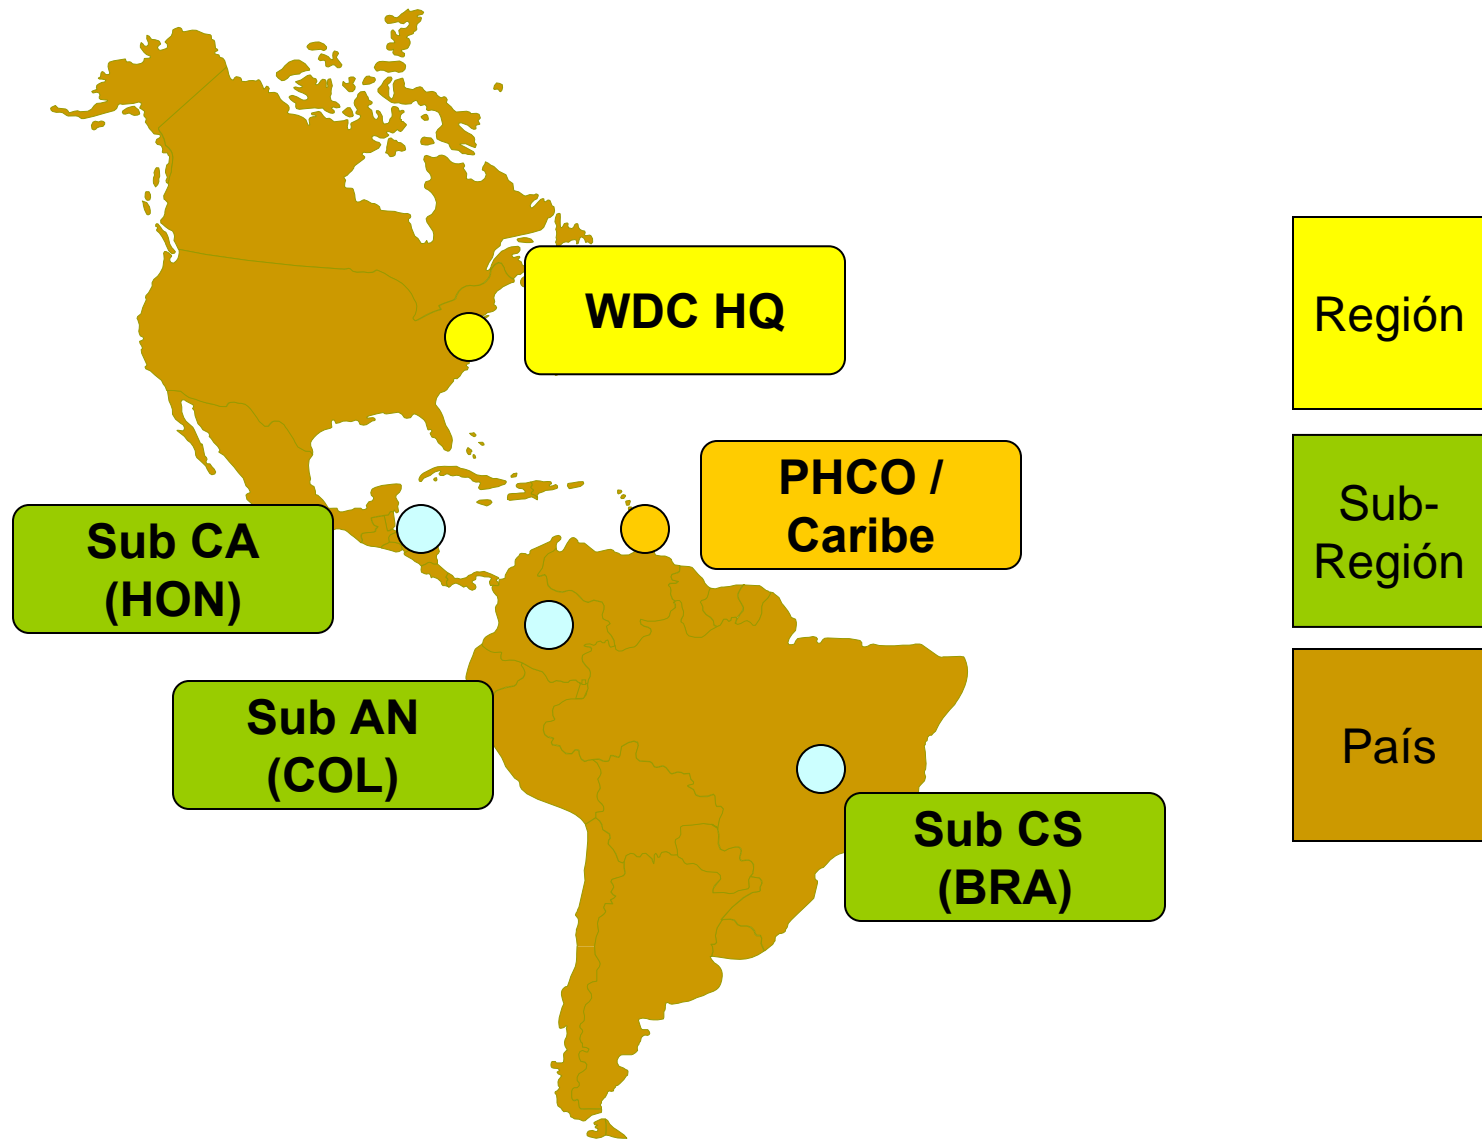 WDC HQ
Región
PHCO /
Caribe
Sub-
Región
Sub CA
(HON)
Sub AN
(COL)
País
Sub CS
(BRA)